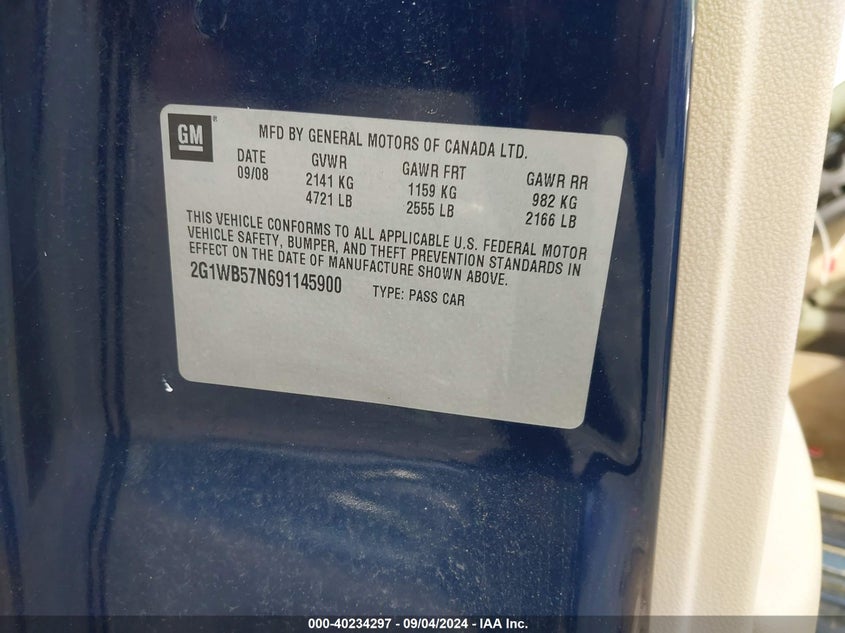 GM®
MFD BY GENERAL MOTORS OF CANADA LTD.
DATE GVWR GAWR FRT GAWR RR
09/08 2141 KG 1159 KG 982 KG
4721 LB 2555 LB 2166 LB
THIS VEHICLE CONFORMS TO ALL APPLICABLE U.S. FEDERAL MOTOR
VEHICLE SAFETY, BUMPER, AND THEFT PREVENTION STANDARDS IN
EFFECT ON THE DATE OF MANUFACTURE SHOWN ABOVE.
2G1WB57N691145900 TYPE: PASS CAR
000-40234297 - 09/04/2024 - IAA Inc.